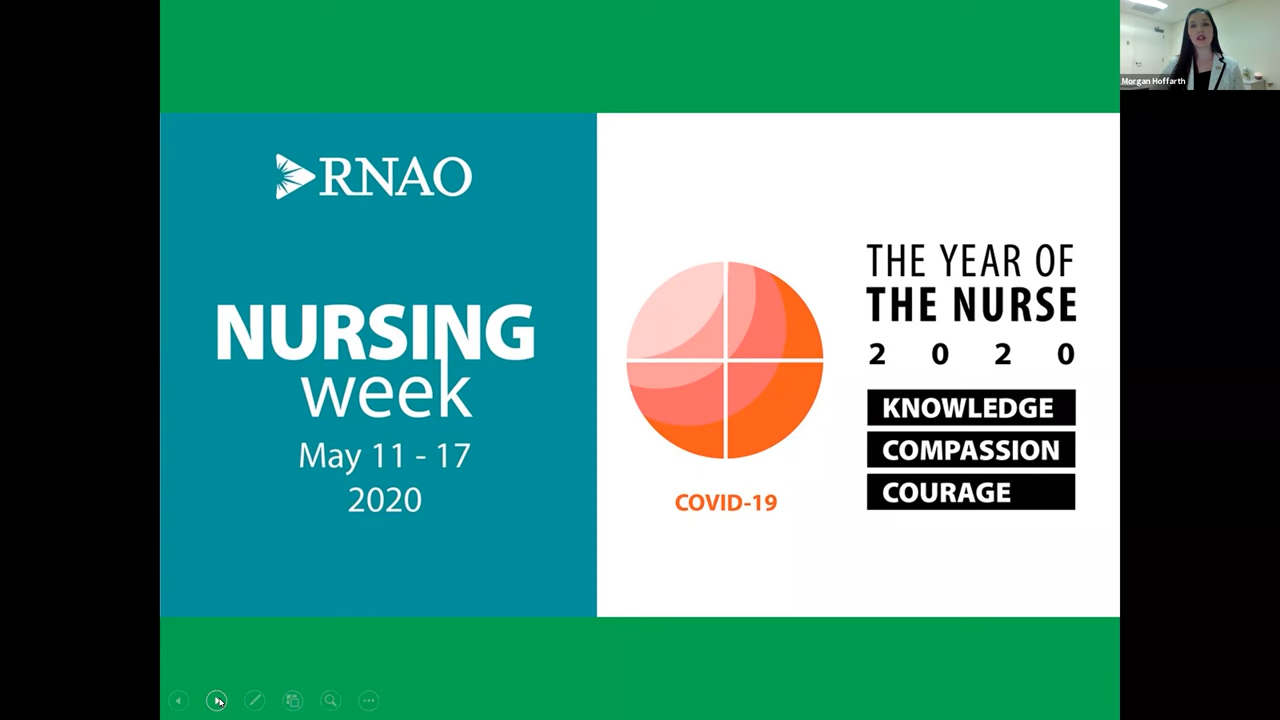 RNAO
NURSING
week
May 11 - 17
2020
COVID-19
THE YEAR OF
THE NURSE
2 0 2 0
KNOWLEDGE
COMPASSION
COURAGE
Morgan Hoffarth